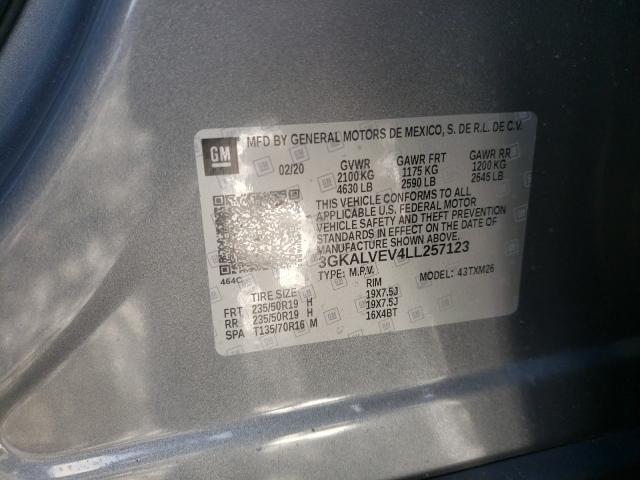 MFD BY GENERAL MOTORS DE MEXICO, S. DE R.L. DE C.V.
GM
02/20 GVWR GAWR FRT GAWR RR
2100 KG 1175 KG 1200 KG
4630 LB 2590 LB 2645 LB
THIS VEHICLE CONFORMS TO ALL
APPLICABLE U.S. FEDERAL MOTOR
VEHICLE SAFETY AND THEFT PREVENTION
STANDARDS IN EFFECT ON THE DATE OF
MANUFACTURE SHOWN ABOVE.
3GKALVEV4LL257123
464C TYPE: M.P.V. MODEL: 43TXM26
TIRE SIZE RIM
FRT 235/50R19 H 19X7.5J
RR 235/50R19 H 19X7.5J
SPA T135/70R16 M 16X4BT